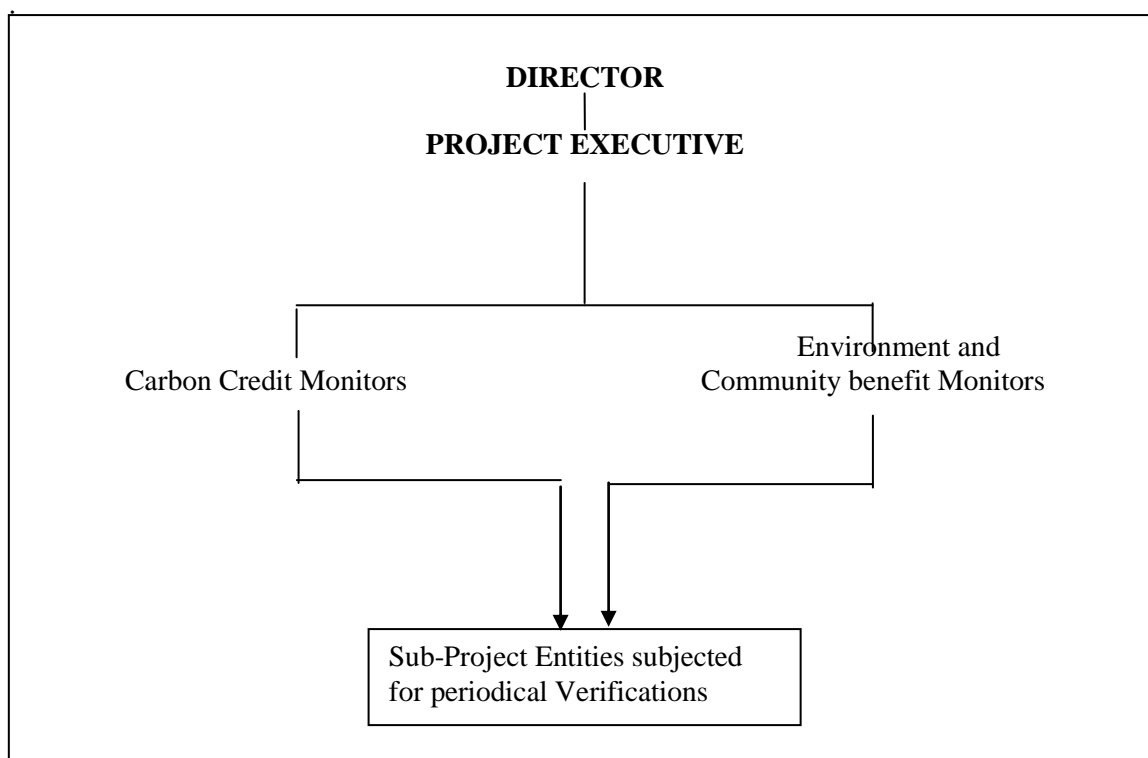 DIRECTOR
PROJECT EXECUTIVE
Carbon Credit Monitors
Environment and
Community benefit Monitors
Sub-Project Entities subjected
for periodical Verifications